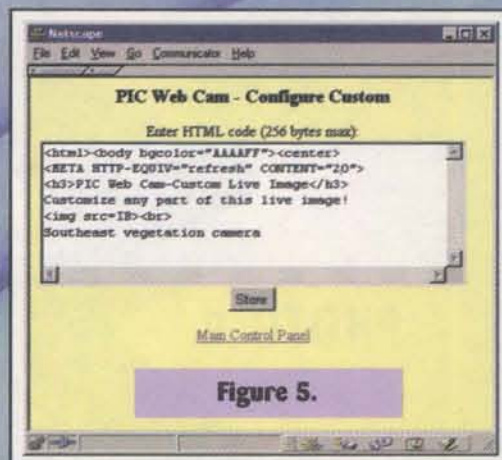 Netscape
File Edit View Go Communicator Help
PIC Web Cam - Configure Custom
Enter HTML code (256 bytes max):
<html><body bgcolor="AAAAFF"><center>
<META HTTP-EQUIV="refresh" CONTENT="20">
<h3>PIC Web Cam-Custom Live Image</h3>
Customize any part of this live image!
<img src=IB><br>
Southeast vegetation camera
Store
Main Control Panel
Figure 5.